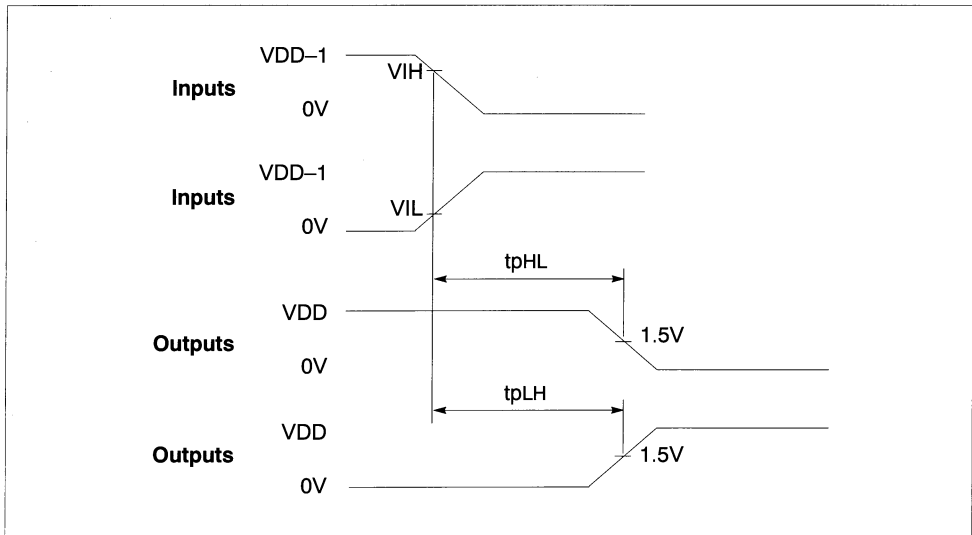 VDD–1
VIH
Inputs
0V
VDD–1
Inputs
VIL
0V
tpHL
VDD
1.5V
Outputs
0V
tpLH
VDD
1.5V
Outputs
0V